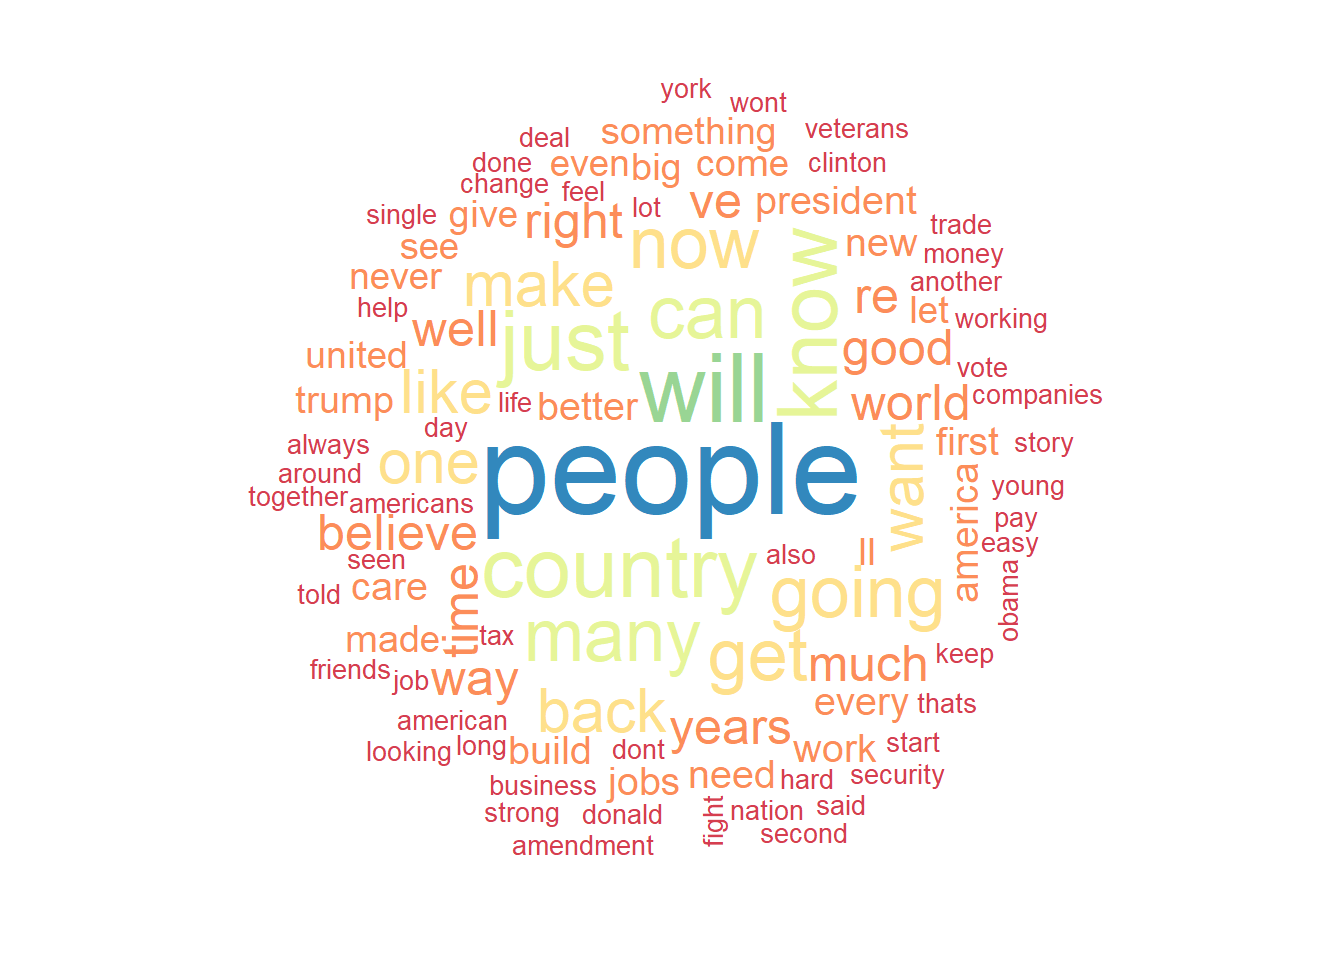 york
wont
deal
something
veterans
done
even
big
come
clinton
change
feel
single
give
right
lot
ve
president
see
now
new
trade
never
make
know
money
help
can
re
another
well
just
let
working
united
good
like
will
vote
trump
life
better
world
companies
always
day
one
people
want
first
story
around
together
americans
america
young
believe
pay
seen
country
also
ll
easy
told
care
time
going
obama
made
tax
many
friends
job
way
get
much
keep
every
thats
american
back
years
looking
long
build
dont
work
start
business
jobs
need
hard
security
strong
donald
fight
nation
said
second
amendment